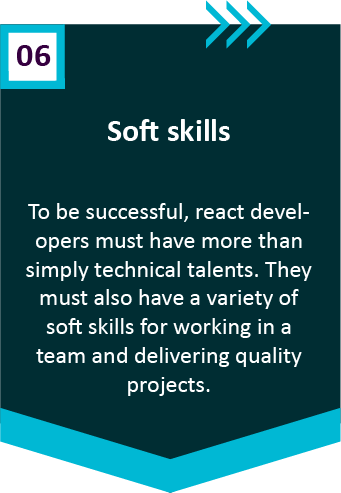 06
Soft skills
To be successful, react devel-
opers must have more than
simply technical talents. They
must also have a variety of
soft skills for working in a
team and delivering quality
projects.